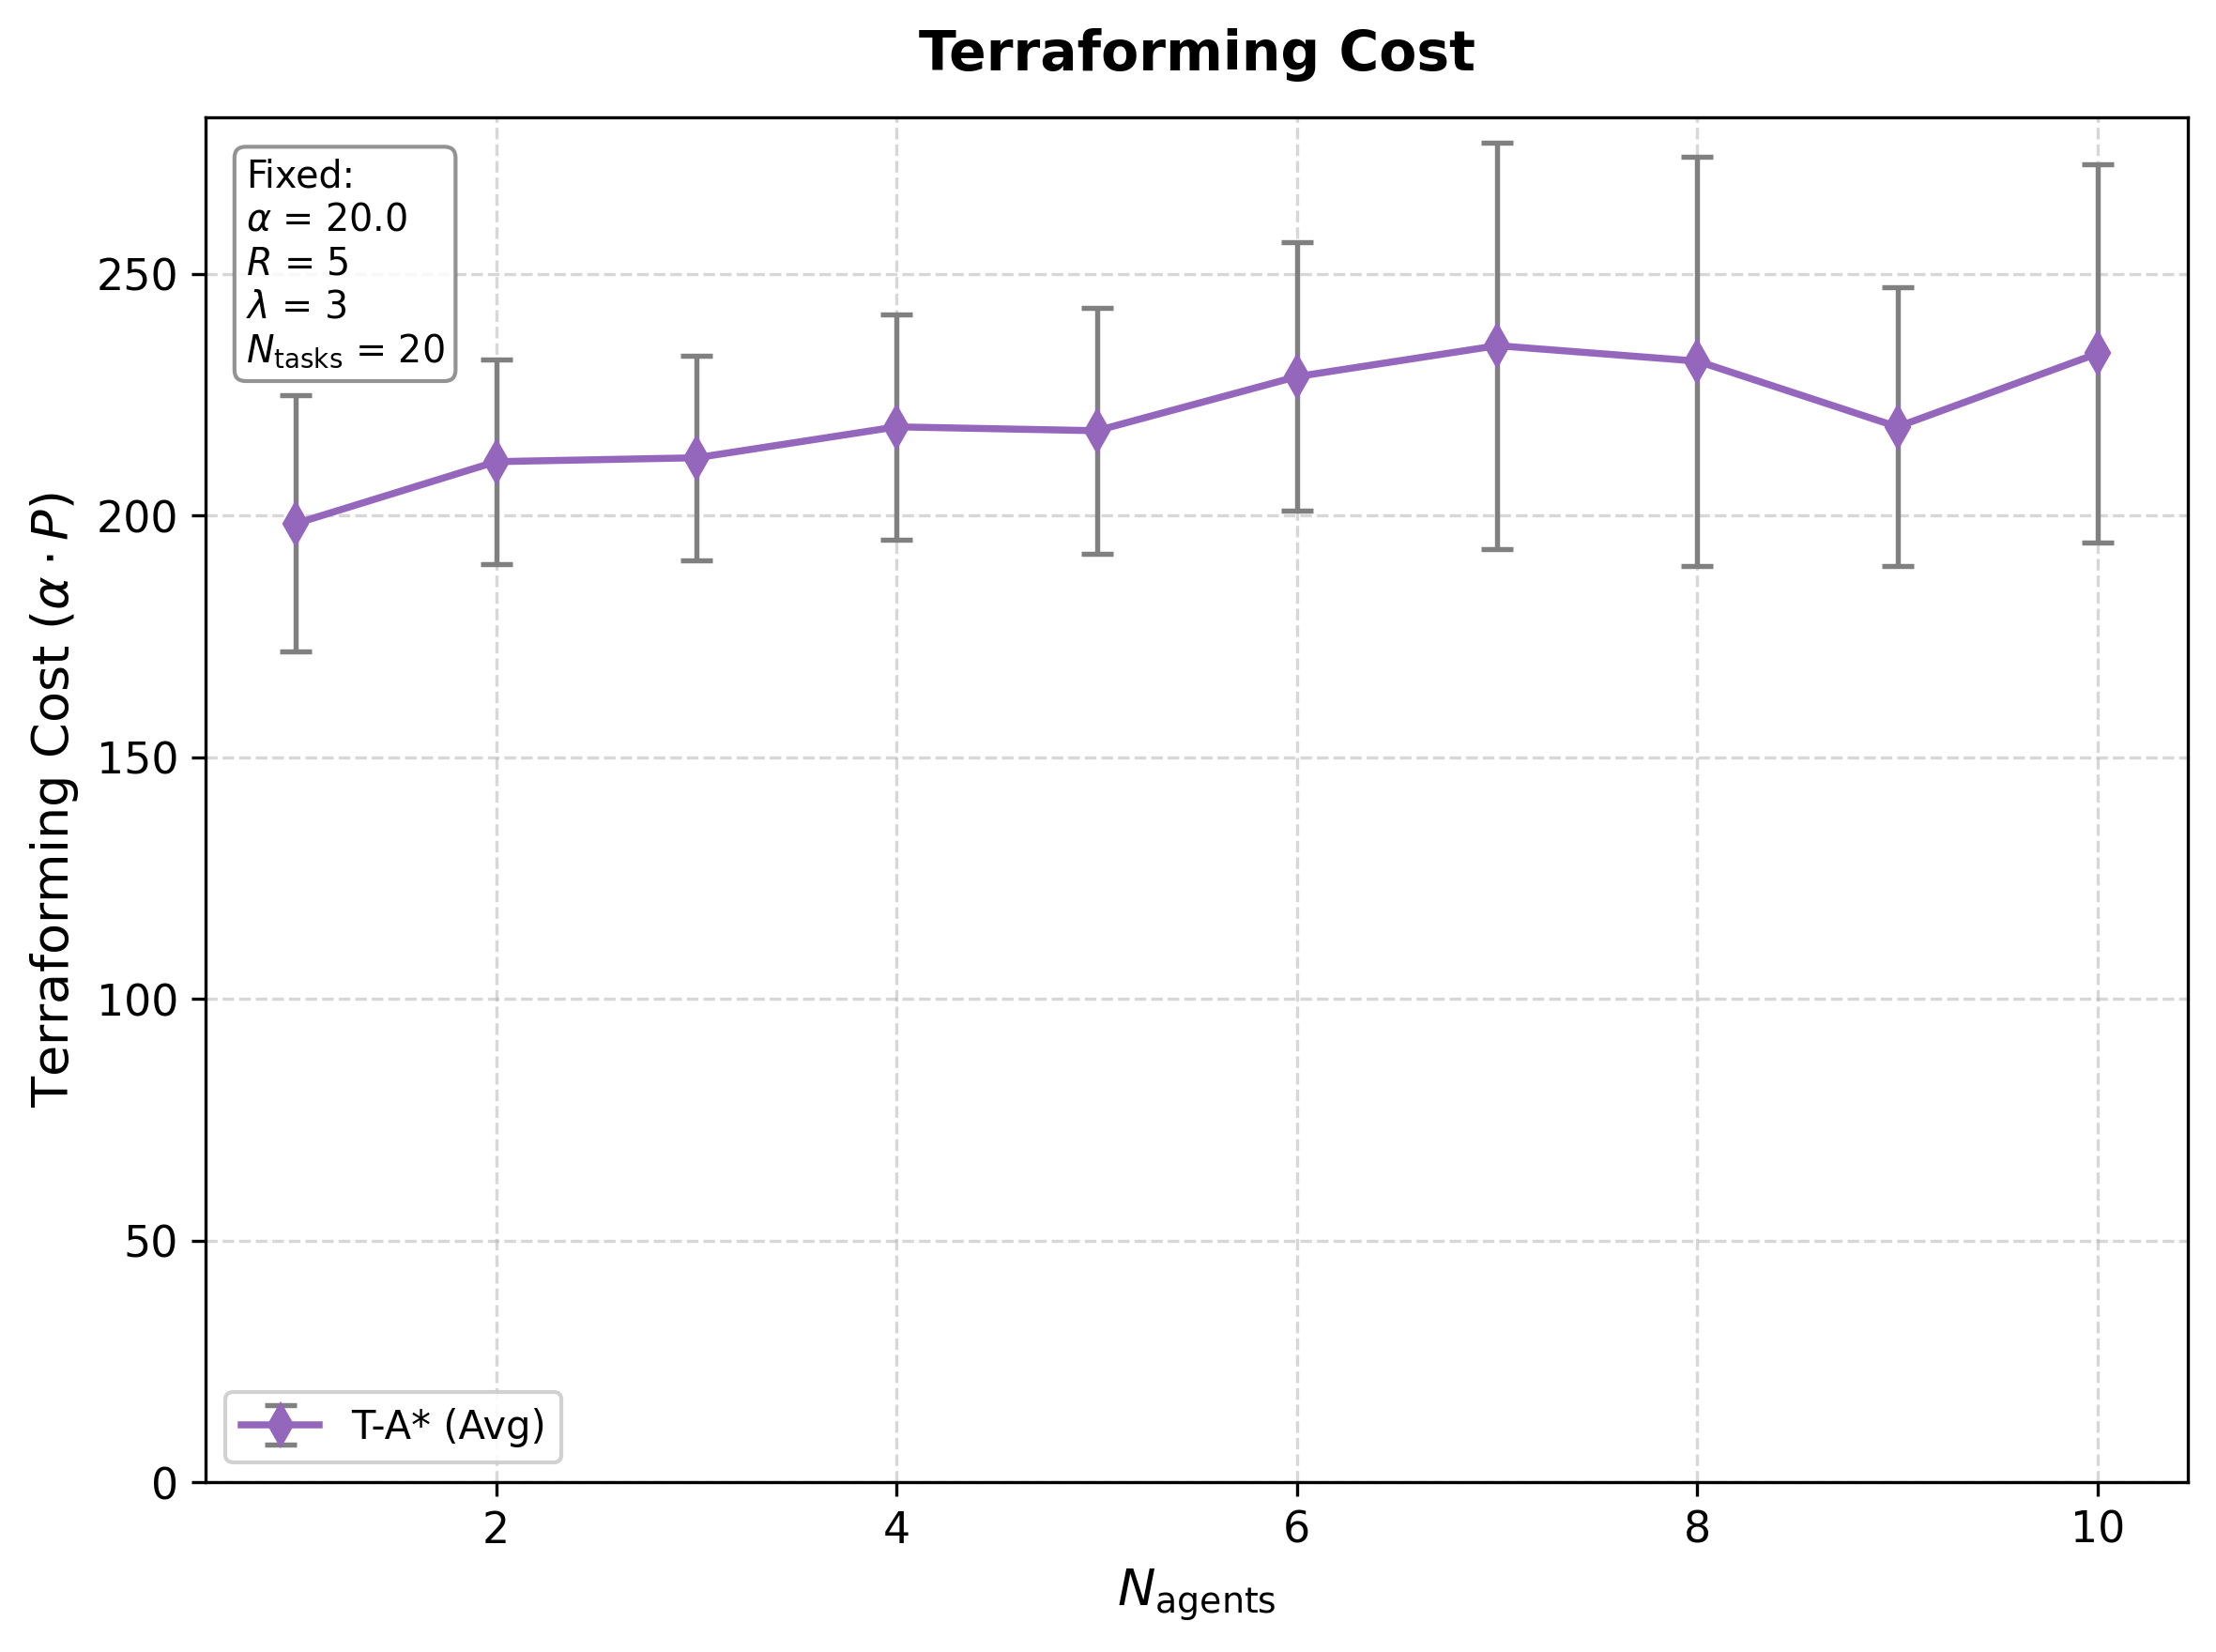 Terraforming Cost
Fixed:
α = 20.0
R = 5
λ = 3
N_tasks = 20
Terraforming Cost (α · P)
250
200
150
100
50
0
T-A* (Avg)
2 4 6 8 10
N_agents